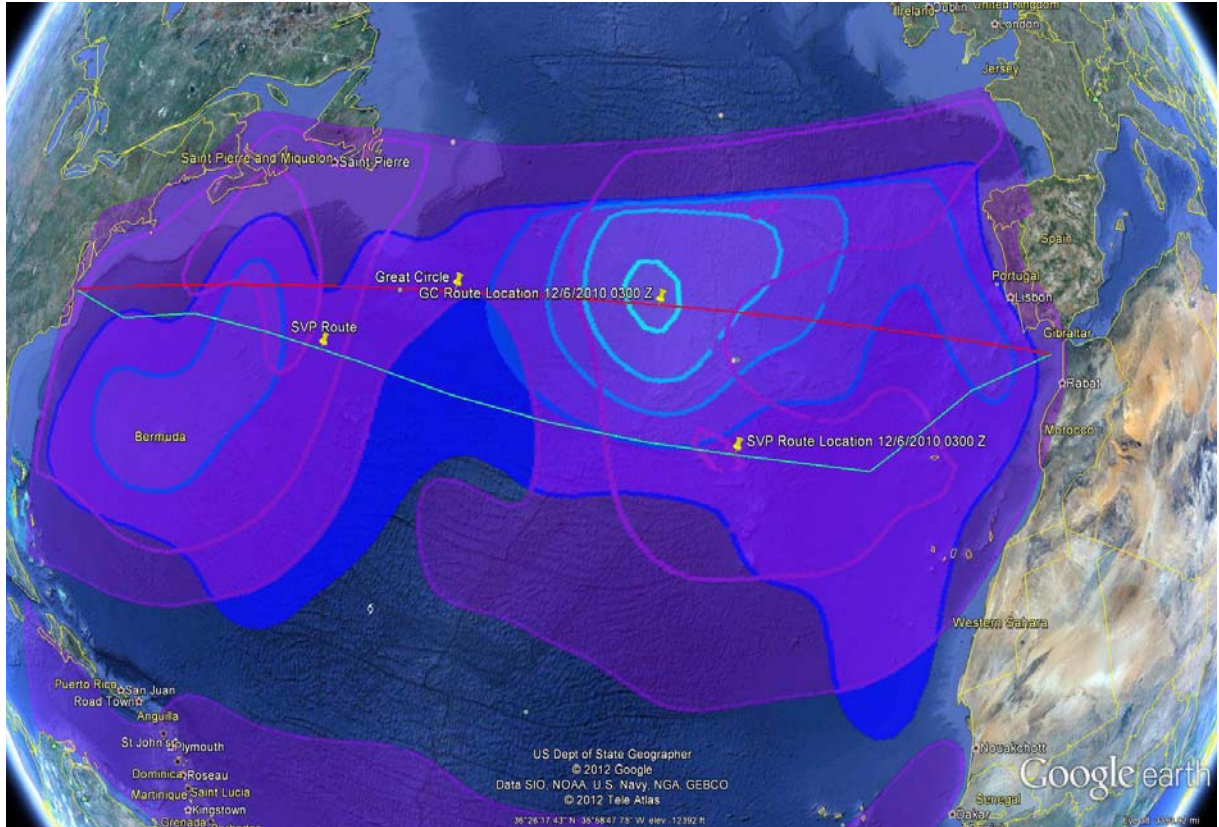 Ireland
Dublin
United Kingdom
London
Jersey
Saint Pierre and Miquelon
Saint-Pierre
Spain
Great Circle
GC Route Location 12/6/2010 0300 Z
Portugal
Lisbon
SVP Route
Gibraltar
Rabat
Bermuda
SVP Route Location 12/6/2010 0300 Z
Morocco
Western Sahara
Puerto Rico
San Juan
Road Town
Anguilla
St John's
Plymouth
Nouakchott
US Dept of State Geographer
© 2012 Google
Data SIO, NOAA, U.S. Navy, NGA, GEBCO
© 2012 Tele Atlas
Google earth
Dominica
Roseau
Martinique
Saint Lucia
Kingstown
Senegal
Dakar
Grenada